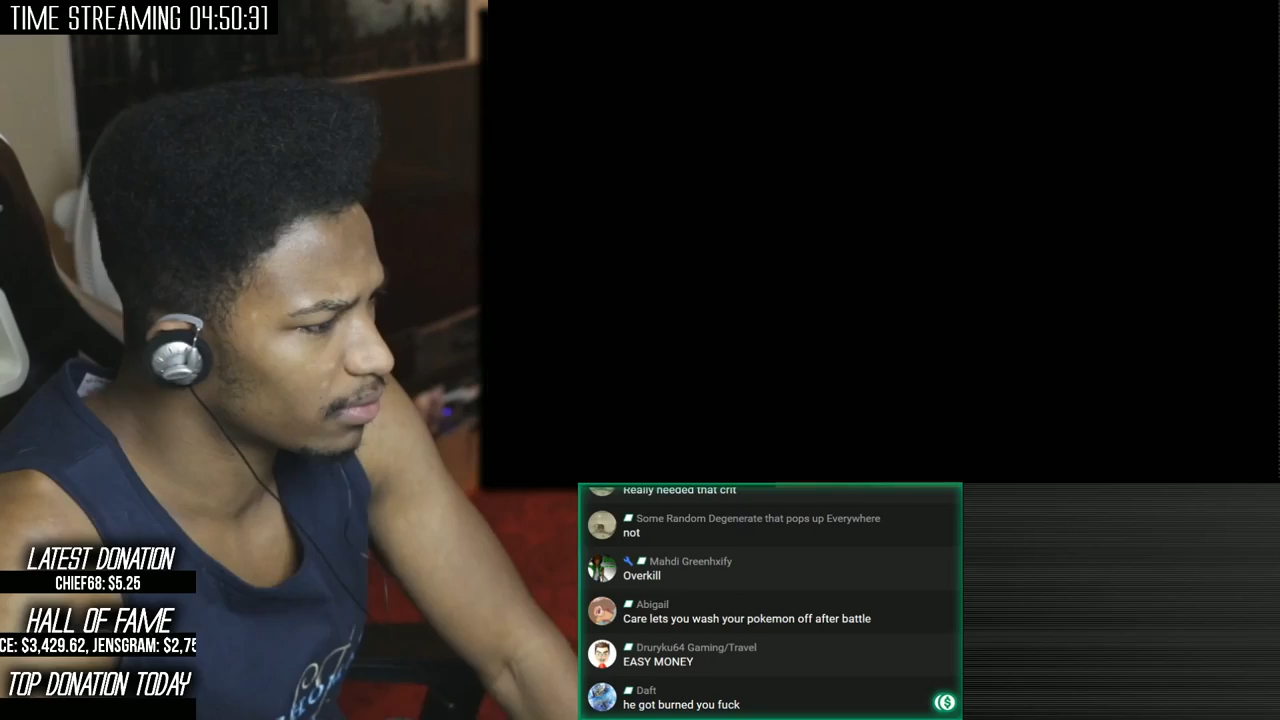 TIME STREAMING 04:50:31
Really needed that crit
Some Random Degenerate that pops up Everywhere
not
Mahdi Greenhxify
Overkill
Abigail
Care lets you wash your pokemon off after battle
Druryku64 Gaming/Travel
EASY MONEY
Daft
he got burned you fuck
LATEST DONATION
CHIEF68: $5.25
HALL OF FAME
CE: $3,429.62, JENSGRAM: $2,75
TOP DONATION TODAY